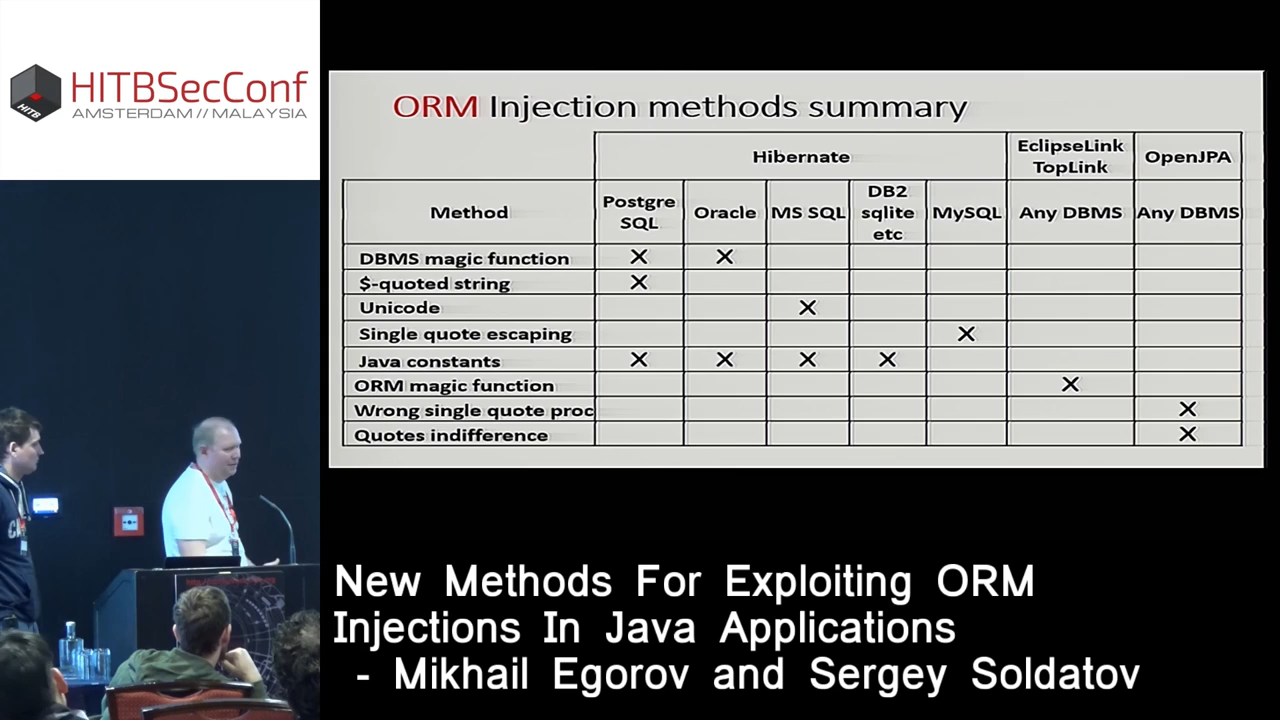 HITBSecConf
AMSTERDAM // MALAYSIA
HITB
ORM Injection methods summary
Hibernate
EclipseLink
TopLink
OpenJPA
Method
Postgre
SQL
Oracle
MS SQL
DB2
sqlite
etc
MySQL
Any DBMS
Any DBMS
DBMS magic function X X
$-quoted string X
Unicode X
Single quote escaping X
Java constants X X X X
ORM magic function X
Wrong single quote proc X
Quotes indifference X
New Methods For Exploiting ORM
Injections In Java Applications
- Mikhail Egorov and Sergey Soldatov